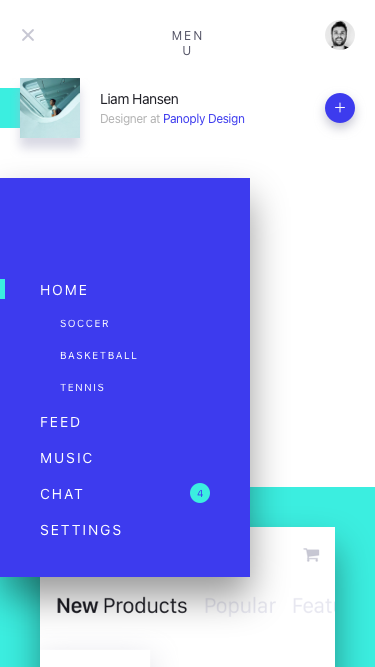 MEN
U
Liam Hansen
Designer at Panoply Design
+
HOME
SOCCER
BASKETBALL
TENNIS
FEED
MUSIC
CHAT 4
SETTINGS
New Products Popular Feat